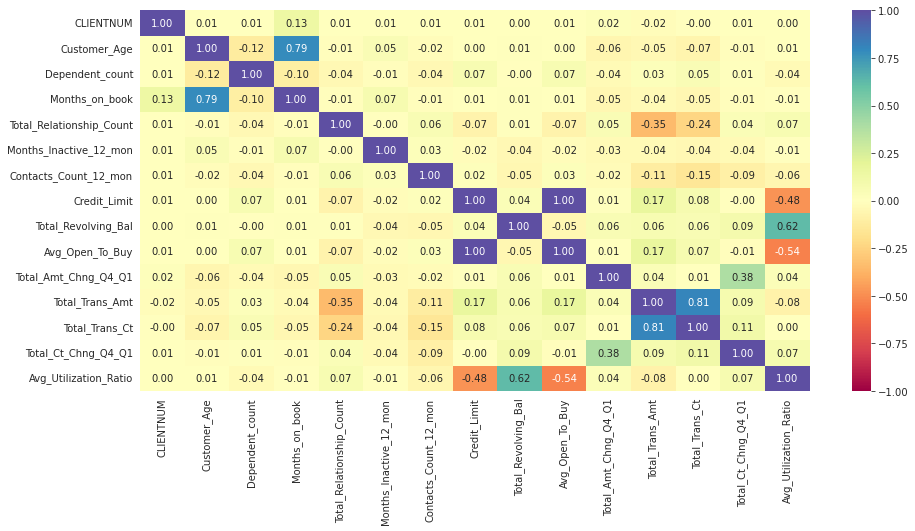 CLIENTNUM 1.00 0.01 0.01 0.13 0.01 0.01 0.01 0.01 0.00 0.01 0.02 -0.02 -0.00 0.01 0.00
Customer_Age 0.01 1.00 -0.12 0.79 -0.01 0.05 -0.02 0.00 0.01 0.00 -0.06 -0.05 -0.07 -0.01 0.01
Dependent_count 0.01 -0.12 1.00 -0.10 -0.04 -0.01 -0.04 0.07 -0.00 0.07 -0.04 0.03 0.05 0.01 -0.04
Months_on_book 0.13 0.79 -0.10 1.00 -0.01 0.07 -0.01 0.01 0.01 0.01 -0.05 -0.04 -0.05 -0.01 -0.01
Total_Relationship_Count 0.01 -0.01 -0.04 -0.01 1.00 -0.00 0.06 -0.07 0.01 -0.07 0.05 -0.35 -0.24 0.04 0.07
Months_Inactive_12_mon 0.01 0.05 -0.01 0.07 -0.00 1.00 0.03 -0.02 -0.04 -0.02 -0.03 -0.04 -0.04 -0.04 -0.01
Contacts_Count_12_mon 0.01 -0.02 -0.04 -0.01 0.06 0.03 1.00 0.02 -0.05 0.03 -0.02 -0.11 -0.15 -0.09 -0.06
Credit_Limit 0.01 0.00 0.07 0.01 -0.07 -0.02 0.02 1.00 0.04 1.00 0.01 0.17 0.08 -0.00 -0.48
Total_Revolving_Bal 0.00 0.01 -0.00 0.01 0.01 -0.04 -0.05 0.04 1.00 -0.05 0.06 0.06 0.06 0.09 0.62
Avg_Open_To_Buy 0.01 0.00 0.07 0.01 -0.07 -0.02 0.03 1.00 -0.05 1.00 0.01 0.17 0.07 -0.01 -0.54
Total_Amt_Chng_Q4_Q1 0.02 -0.06 -0.04 -0.05 0.05 -0.03 -0.02 0.01 0.06 0.01 1.00 0.04 0.01 0.38 0.04
Total_Trans_Amt -0.02 -0.05 0.03 -0.04 -0.35 -0.04 -0.11 0.17 0.06 0.17 0.04 1.00 0.81 0.09 -0.08
Total_Trans_Ct -0.00 -0.07 0.05 -0.05 -0.24 -0.04 -0.15 0.08 0.06 0.07 0.01 0.81 1.00 0.11 0.00
Total_Ct_Chng_Q4_Q1 0.01 -0.01 0.01 -0.01 0.04 -0.04 -0.09 -0.00 0.09 -0.01 0.38 0.09 0.11 1.00 0.07
Avg_Utilization_Ratio 0.00 0.01 -0.04 -0.01 0.07 -0.01 -0.06 -0.48 0.62 -0.54 0.04 -0.08 0.00 0.07 1.00
CLIENTNUM
Customer_Age
Dependent_count
Months_on_book
Total_Relationship_Count
Months_Inactive_12_mon
Contacts_Count_12_mon
Credit_Limit
Total_Revolving_Bal
Avg_Open_To_Buy
Total_Amt_Chng_Q4_Q1
Total_Trans_Amt
Total_Trans_Ct
Total_Ct_Chng_Q4_Q1
Avg_Utilization_Ratio
1.00
0.75
0.50
0.25
0.00
-0.25
-0.50
-0.75
-1.00